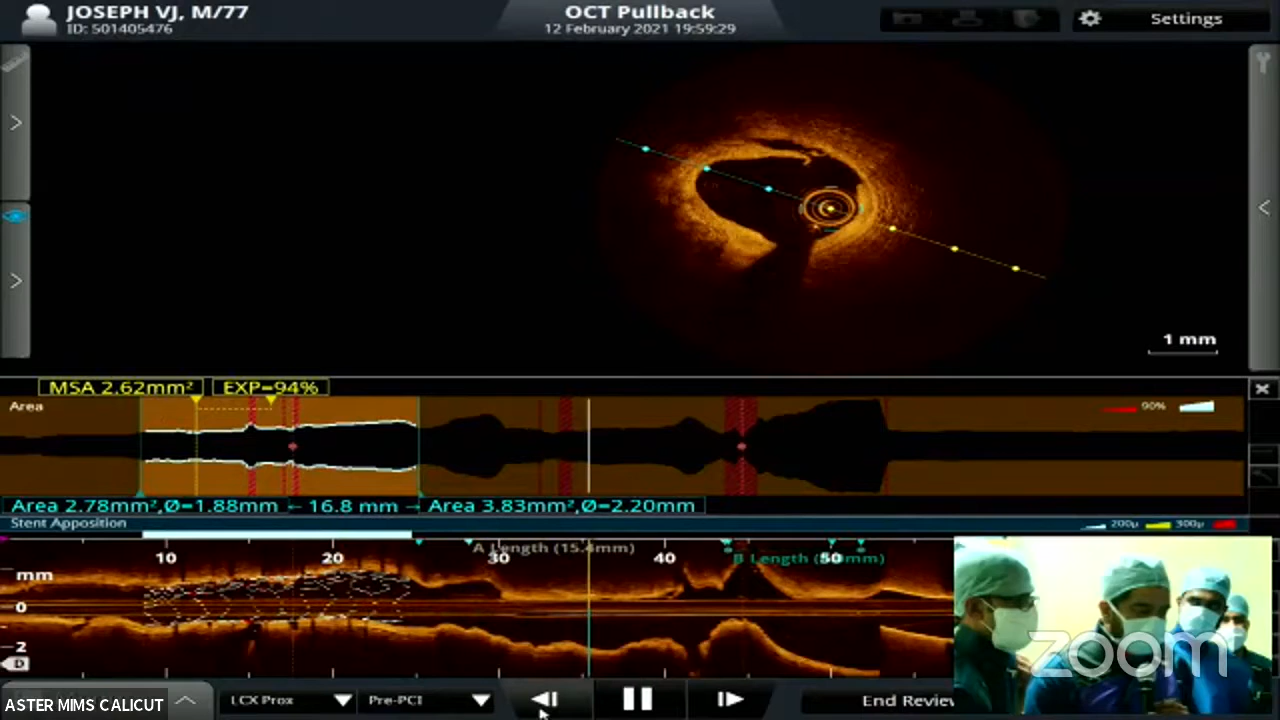 JOSEPH VJ, M/77
ID: 501405476
OCT Pullback
12 February 2021 19:59:29
Settings
1 mm
MSA 2.62mm² EXP=94%
Area
90%
Area 2.78mm²,Ø=1.88mm ← 16.8 mm → Area 3.83mm²,Ø=2.20mm
Stent Apposition
200µ 300µ
A Length (15.4mm)
10 20 30 40 50
mm
0
2
D
LCX Prox
Pre-PCI
End Review
ASTER MIMS CALICUT
zoom